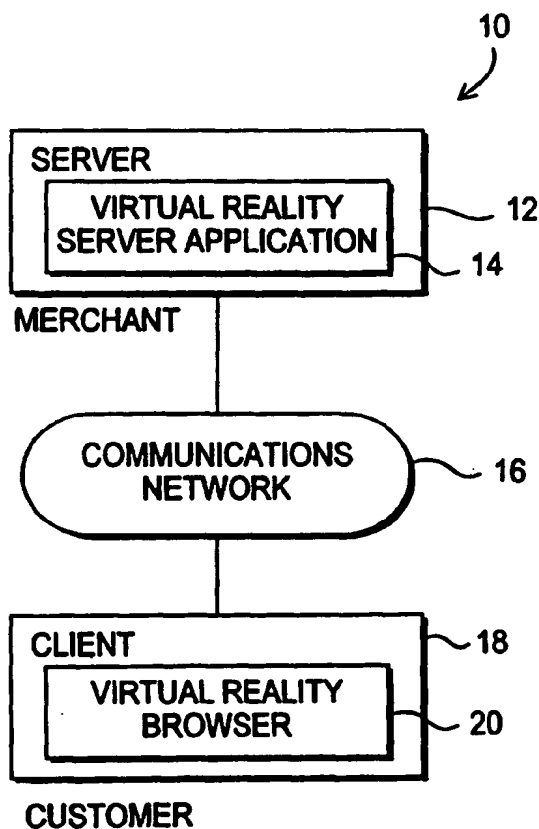 10
SERVER
VIRTUAL REALITY
SERVER APPLICATION
12
14
MERCHANT
COMMUNICATIONS
NETWORK
16
CLIENT
18
VIRTUAL REALITY
BROWSER
20
CUSTOMER